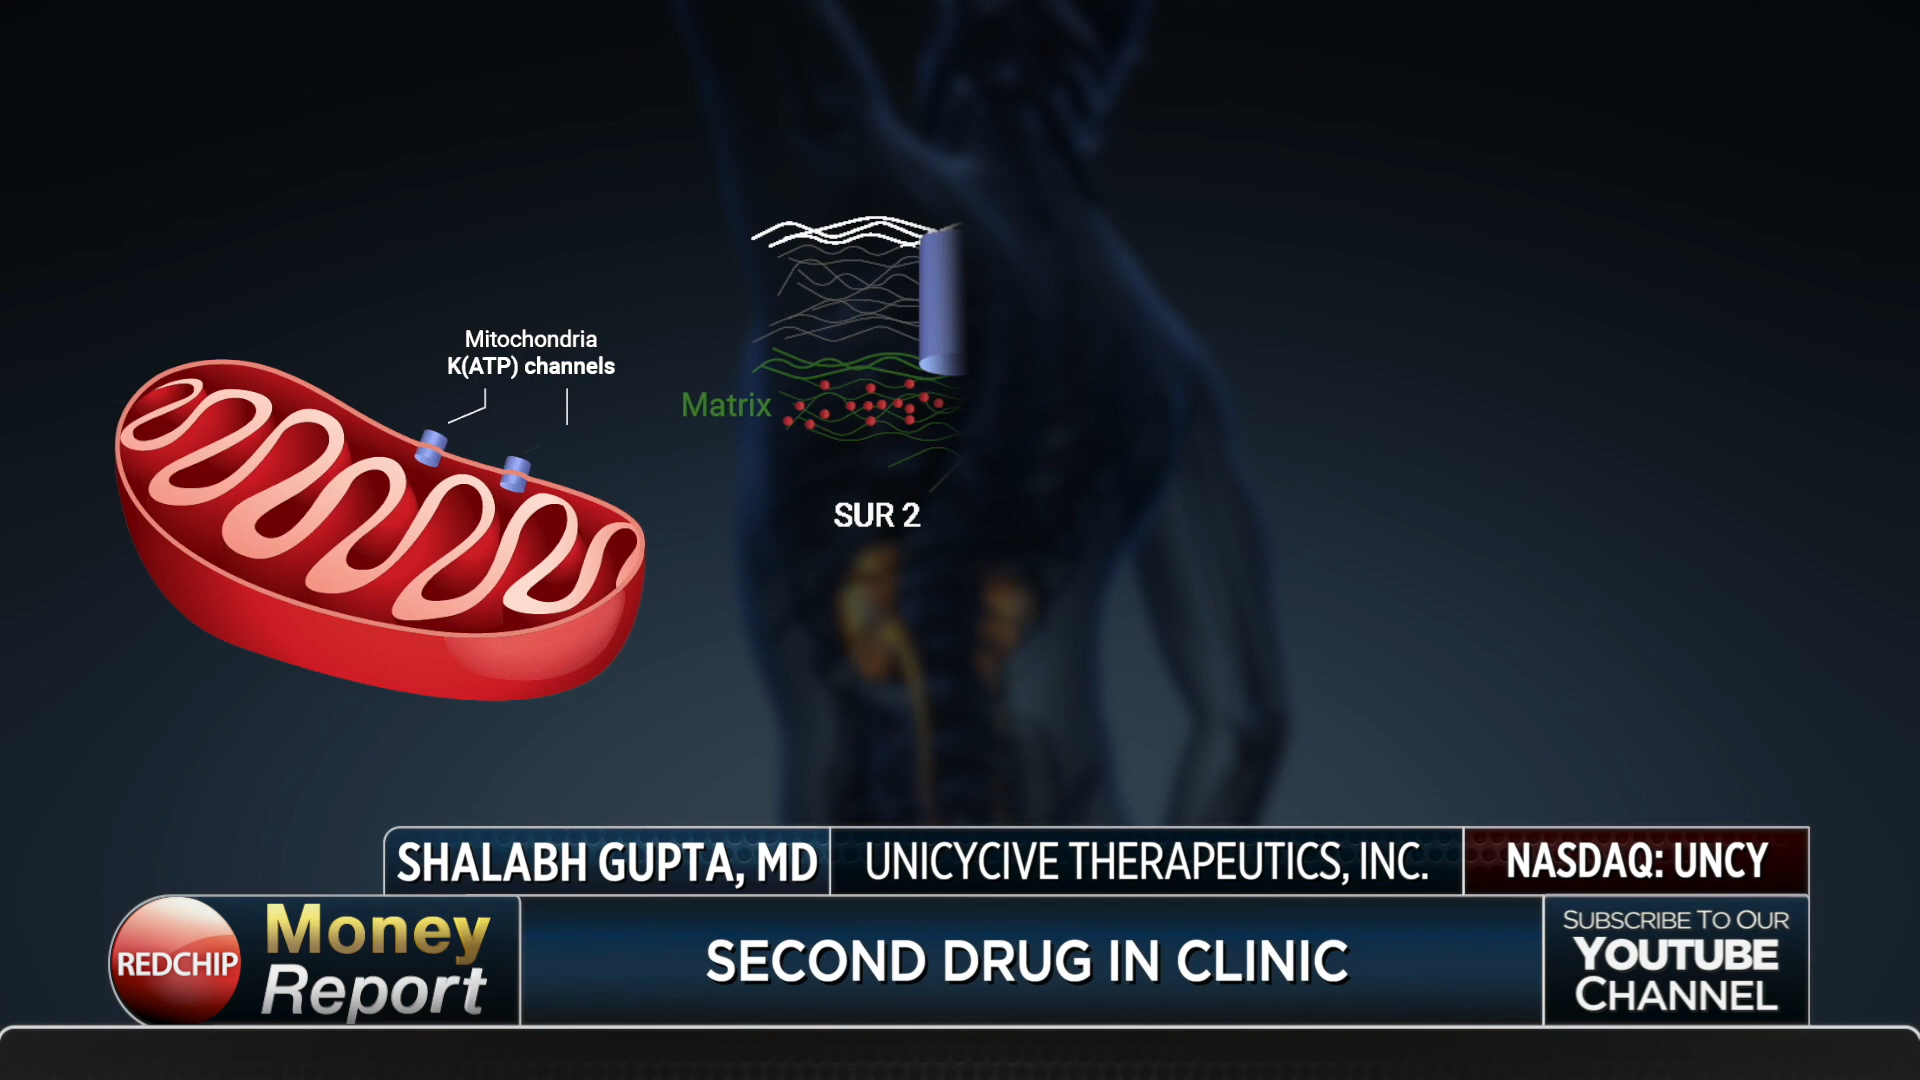 Mitochondria
K(ATP) channels
Matrix
SUR 2
SHALABH GUPTA, MD
UNICYCIVE THERAPEUTICS, INC.
NASDAQ: UNCY
REDCHIP
Money
Report
SECOND DRUG IN CLINIC
SUBSCRIBE TO OUR
YOUTUBE
CHANNEL